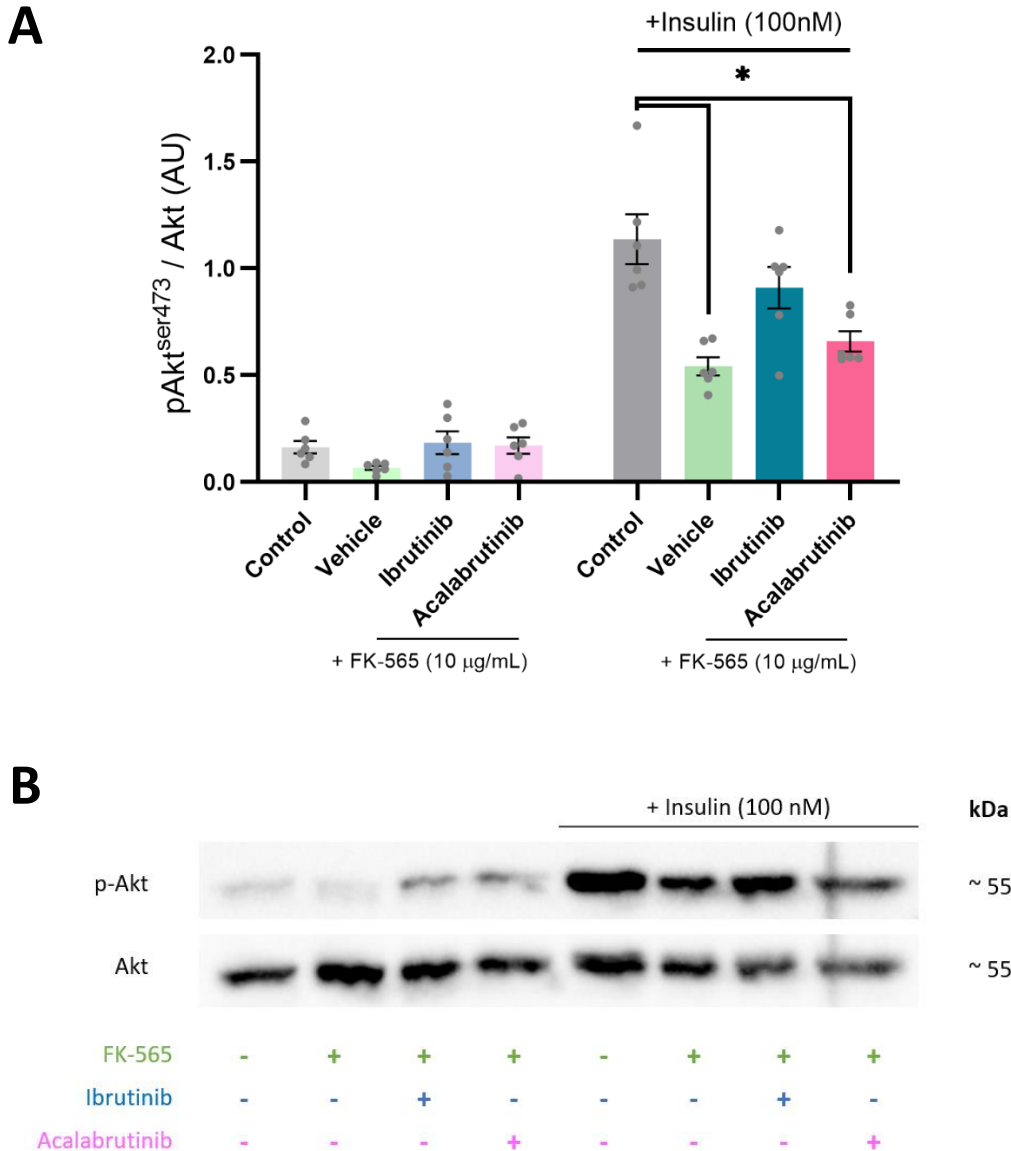 A
+Insulin (100nM)
*
2.0
1.5
1.0
0.5
0.0
pAktser473 / Akt (AU)
Control
Vehicle
Ibrutinib
Acalabrutinib
Control
Vehicle
Ibrutinib
Acalabrutinib
+ FK-565 (10 μg/mL)
+ FK-565 (10 μg/mL)
B
+ Insulin (100 nM)
kDa
p-Akt
~ 55
Akt
~ 55
FK-565 - + + + - + + +
Ibrutinib - - + - - - + -
Acalabrutinib - - - + - - - +